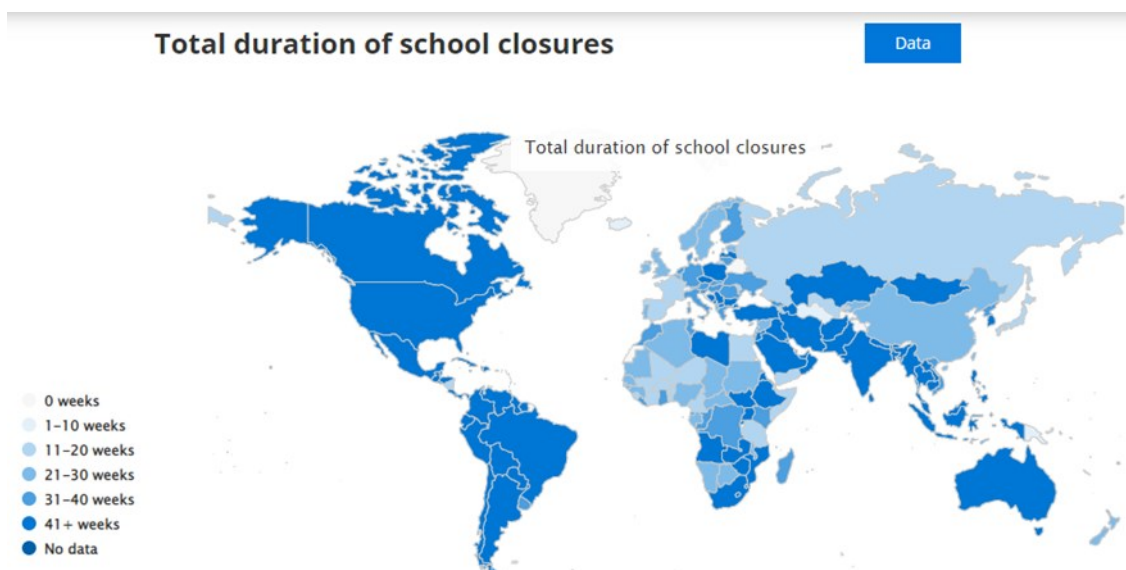 Total duration of school closures
Data
Total duration of school closures
0 weeks
1–10 weeks
11–20 weeks
21–30 weeks
31–40 weeks
41+ weeks
No data